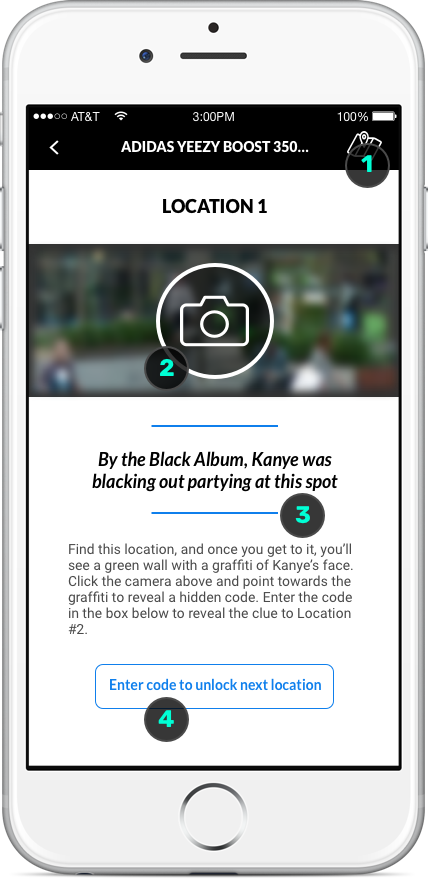 AT&T 3:00PM 100%
ADIDAS YEEZY BOOST 350...
1
LOCATION 1
2
By the Black Album, Kanye was
blacking out partying at this spot
3
Find this location, and once you get to it, you’ll
see a green wall with a graffiti of Kanye’s face.
Click the camera above and point towards the
graffiti to reveal a hidden code. Enter the code
in the box below to reveal the clue to Location
#2.
Enter code to unlock next location
4